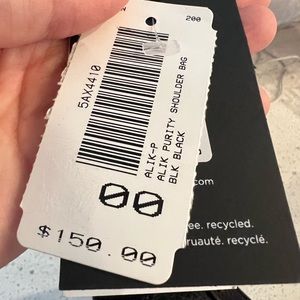 200
5AX4410
ALIK-P
ALIK PURITY SHOULDER BAG
BLK BLACK
00
$150.00
.com
ee. recycled.
ruauté. recyclé.